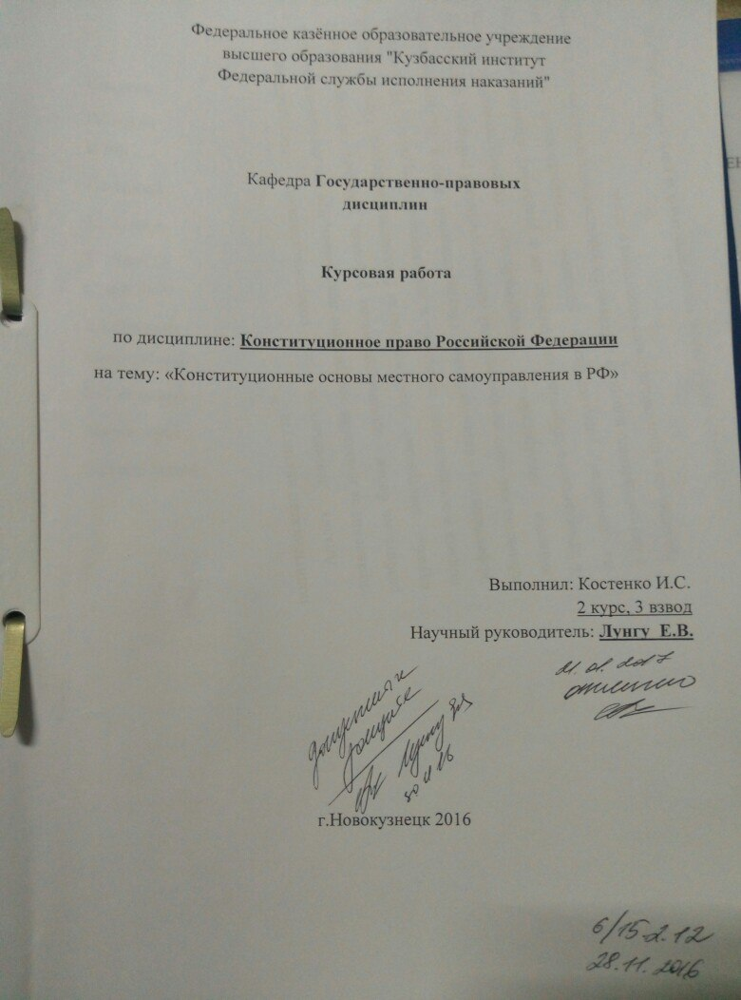 Федеральное казённое образовательное учреждение
высшего образования "Кузбасский институт
Федеральной службы исполнения наказаний"
Кафедра Государственно-правовых
дисциплин
Курсовая работа
по дисциплине: Конституционное право Российской Федерации
на тему: «Конституционные основы местного самоуправления в РФ»
Выполнил: Костенко И.С.
2 курс, 3 взвод
Научный руководитель: Лунгу Е.В.
21.01.2017
отлично
допустить к
защите
Лунгу Е.В.
30 11 16
г.Новокузнецк 2016
6/15-2.12
28.11.2016